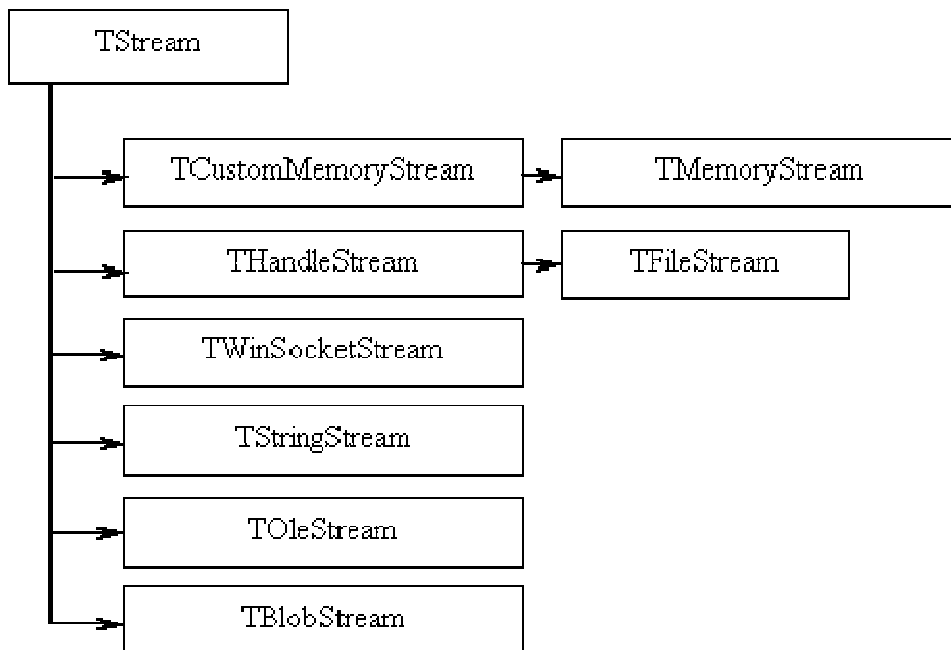 TStream
TCustomMemoryStream
TMemoryStream
THandleStream
TFileStream
TWinSocketStream
TStringStream
TOleStream
TBlobStream